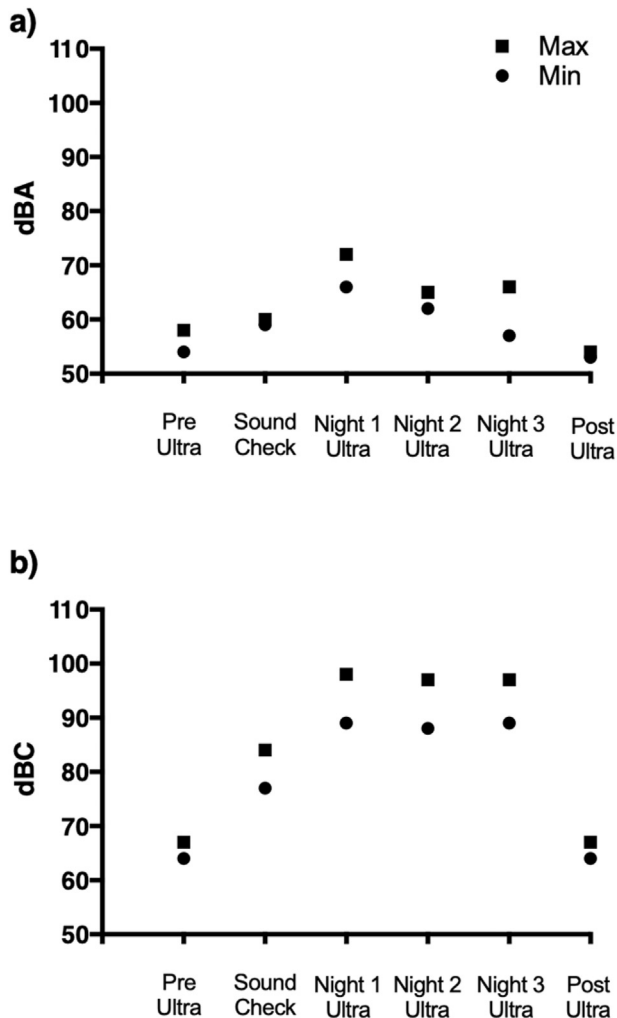 a)
110
100
90
80
70
60
50
dBA
Max
Min
Pre
Ultra
Sound
Check
Night 1
Ultra
Night 2
Ultra
Night 3
Ultra
Post
Ultra
b)
110
100
90
80
70
60
50
dBC
Pre
Ultra
Sound
Check
Night 1
Ultra
Night 2
Ultra
Night 3
Ultra
Post
Ultra